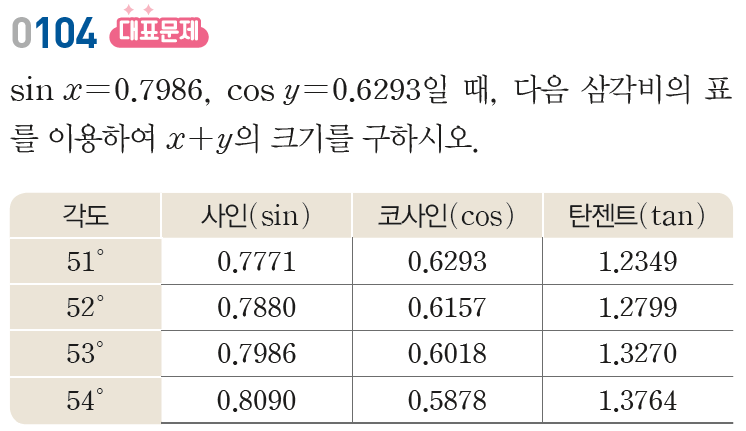 0104 대표문제
sin x=0.7986, cos y=0.6293일 때, 다음 삼각비의 표
를 이용하여 x+y의 크기를 구하시오.
각도 사인(sin) 코사인(cos) 탄젠트(tan)
51° 0.7771 0.6293 1.2349
52° 0.7880 0.6157 1.2799
53° 0.7986 0.6018 1.3270
54° 0.8090 0.5878 1.3764